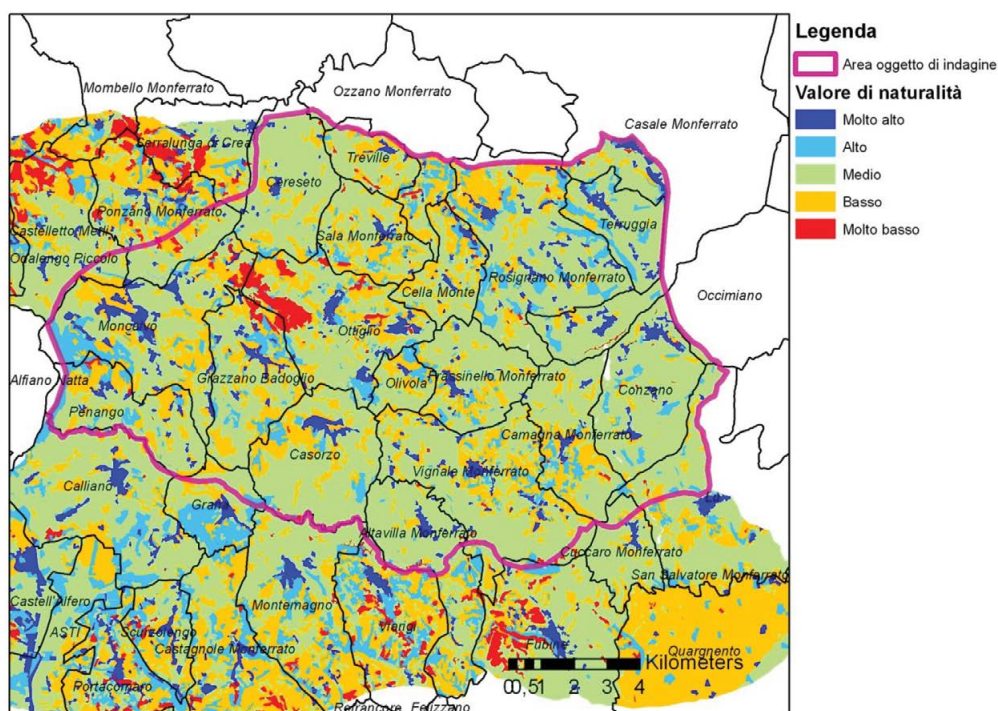 Legenda
Area oggetto di indagine
Valore di naturalità
Molto alto
Alto
Medio
Basso
Molto basso
Mombello Monferrato
Ozzano Monferrato
Casale Monferrato
Serralunga di Crea
Treville
Cereseto
Ponzano Monferrato
Terruggia
Castelletto Merli
Sala Monferrato
Odalengo Piccolo
Rosignano Monferrato
Cella Monte
Occimiano
Moncalvo
Ottiglio
Alfiano Natta
Grazzano Badoglio
Olivola
Frassinello Monferrato
Conzano
Penango
Camagna Monferrato
Casorzo
Vignale Monferrato
Calliano
Grana
Lu
Altavilla Monferrato
Cuccaro Monferrato
San Salvatore Monferrato
Castell'Alfero
Montemagno
ASTI
Scurzolengo
Viarigi
Castagnole Monferrato
Fubine
Quargnento
Kilometers
0 0,5 1 2 3 4
Portacomaro
Refrancore
Felizzano